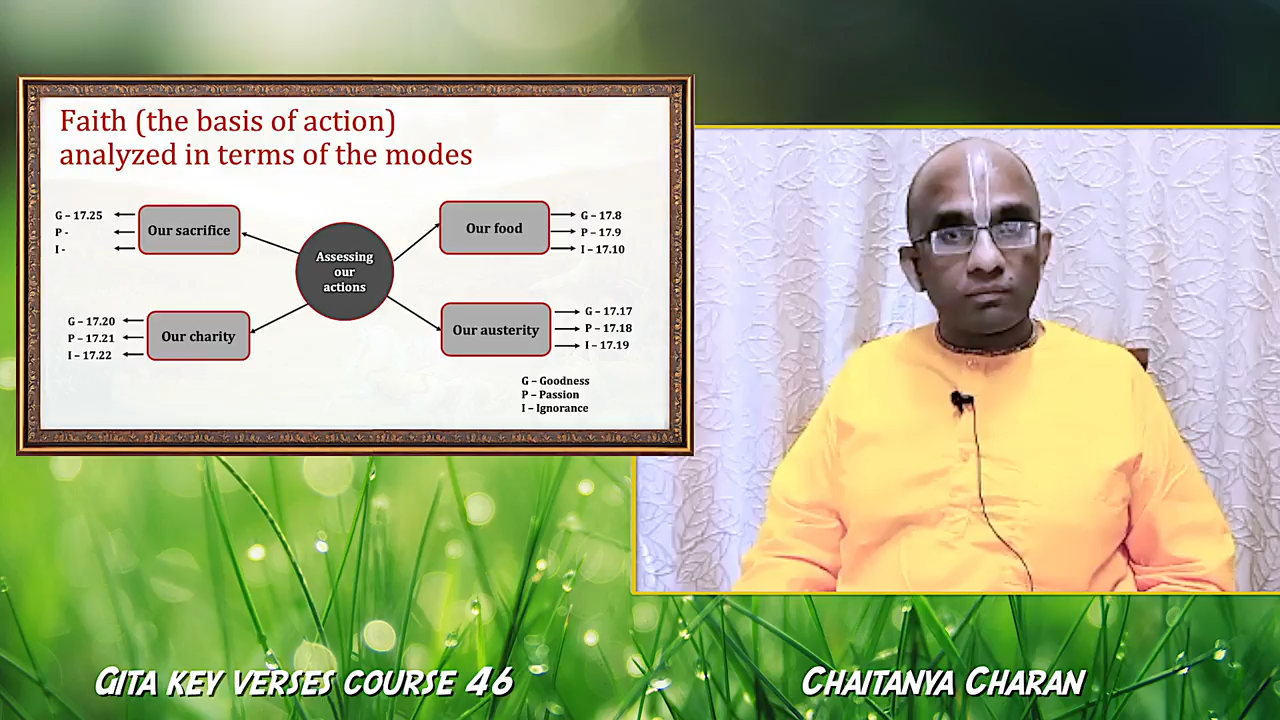 Faith (the basis of action)
analyzed in terms of the modes
G – 17.25
P -
I -
Our sacrifice
Assessing
our
actions
Our food
G – 17.8
P – 17.9
I – 17.10
G – 17.20
P – 17.21
I – 17.22
Our charity
Our austerity
G – 17.17
P – 17.18
I – 17.19
G – Goodness
P – Passion
I – Ignorance
GITA KEY VERSES COURSE 46
CHAITANYA CHARAN